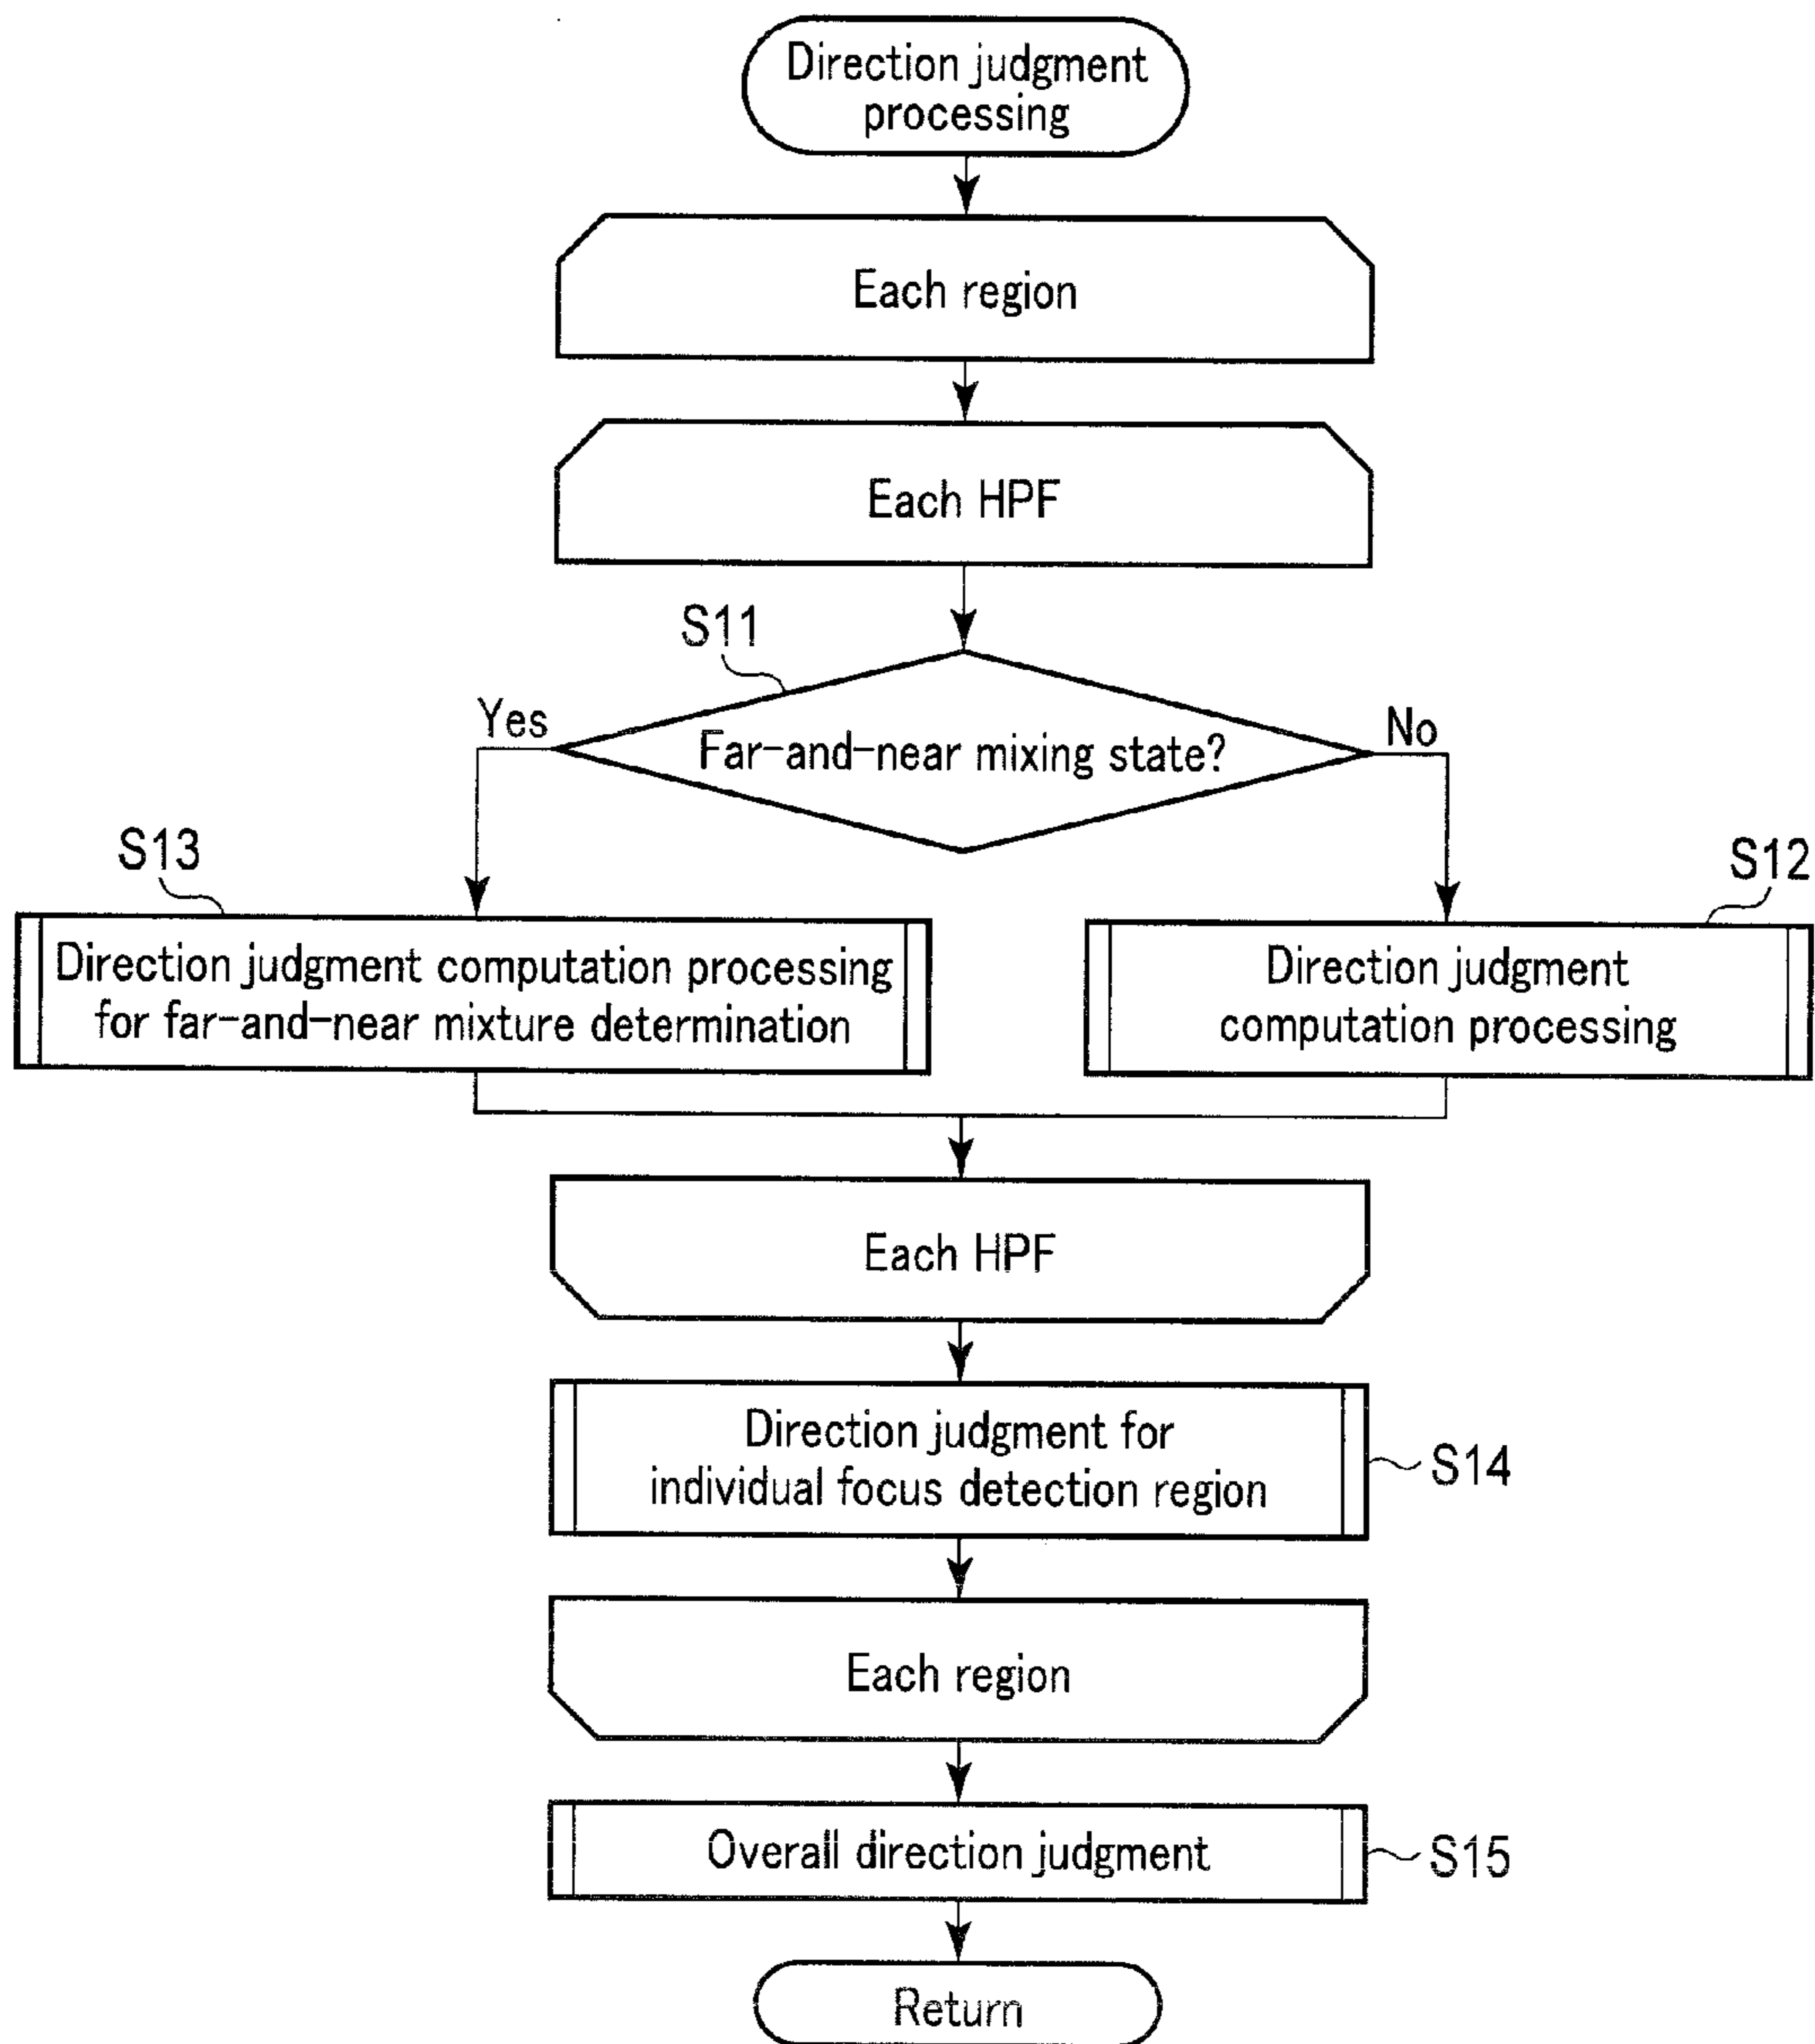 Direction judgment
processing
Each region
Each HPF
S11
Yes
Far-and-near mixing state?
No
S13
S12
Direction judgment computation processing
for far-and-near mixture determination
Direction judgment
computation processing
Each HPF
Direction judgment for
individual focus detection region
S14
Each region
Overall direction judgment
S15
Return